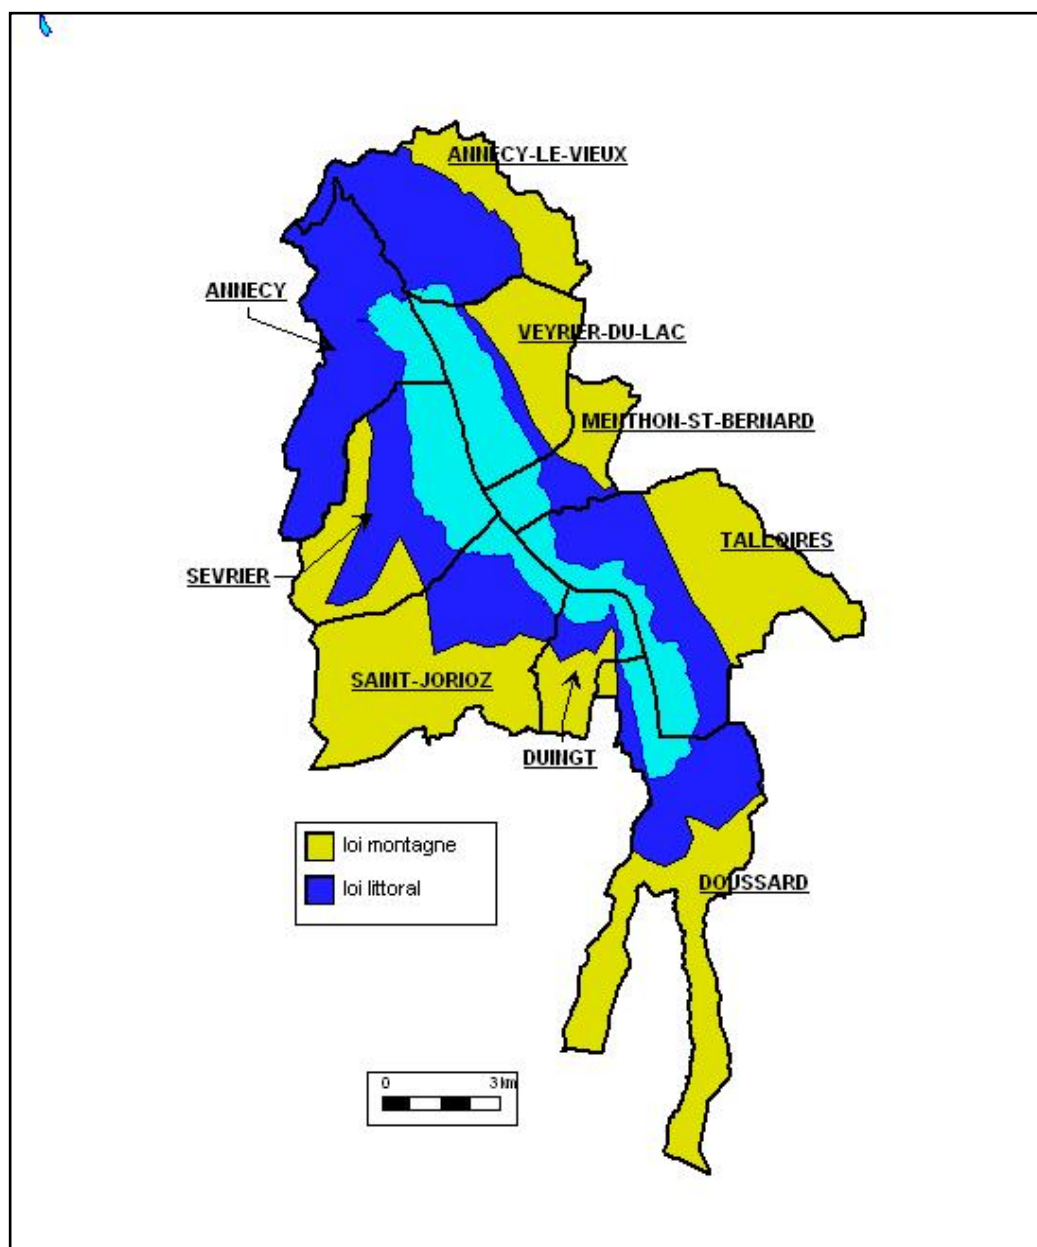 ANNECY-LE-VIEUX
ANNECY
VEYRIER-DU-LAC
MENTHON-ST-BERNARD
TALLOIRES
SEVRIER
SAINT-JORIOZ
DUINGT
loi montagne
loi littoral
DOUSSARD
0 3 km